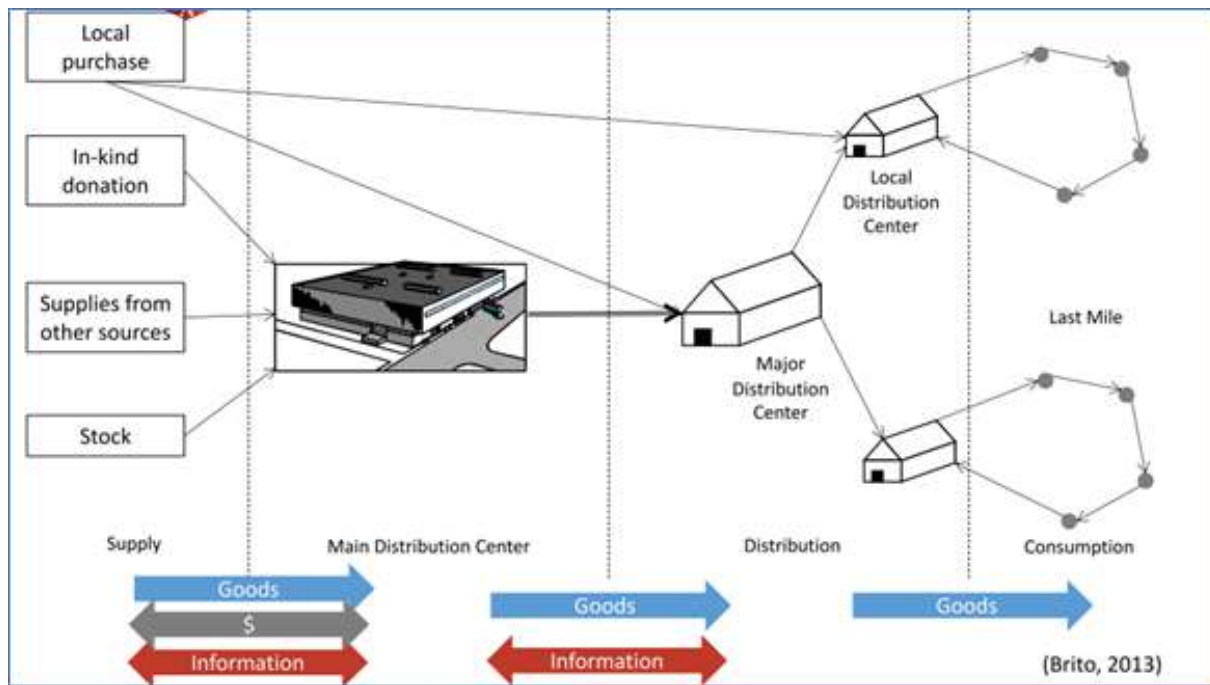 Local
purchase
In-kind
donation
Supplies from
other sources
Stock
Local
Distribution
Center
Major
Distribution
Center
Last Mile
Supply
Main Distribution Center
Distribution
Consumption
Goods
$
Information
Goods
Information
Goods
(Brito, 2013)